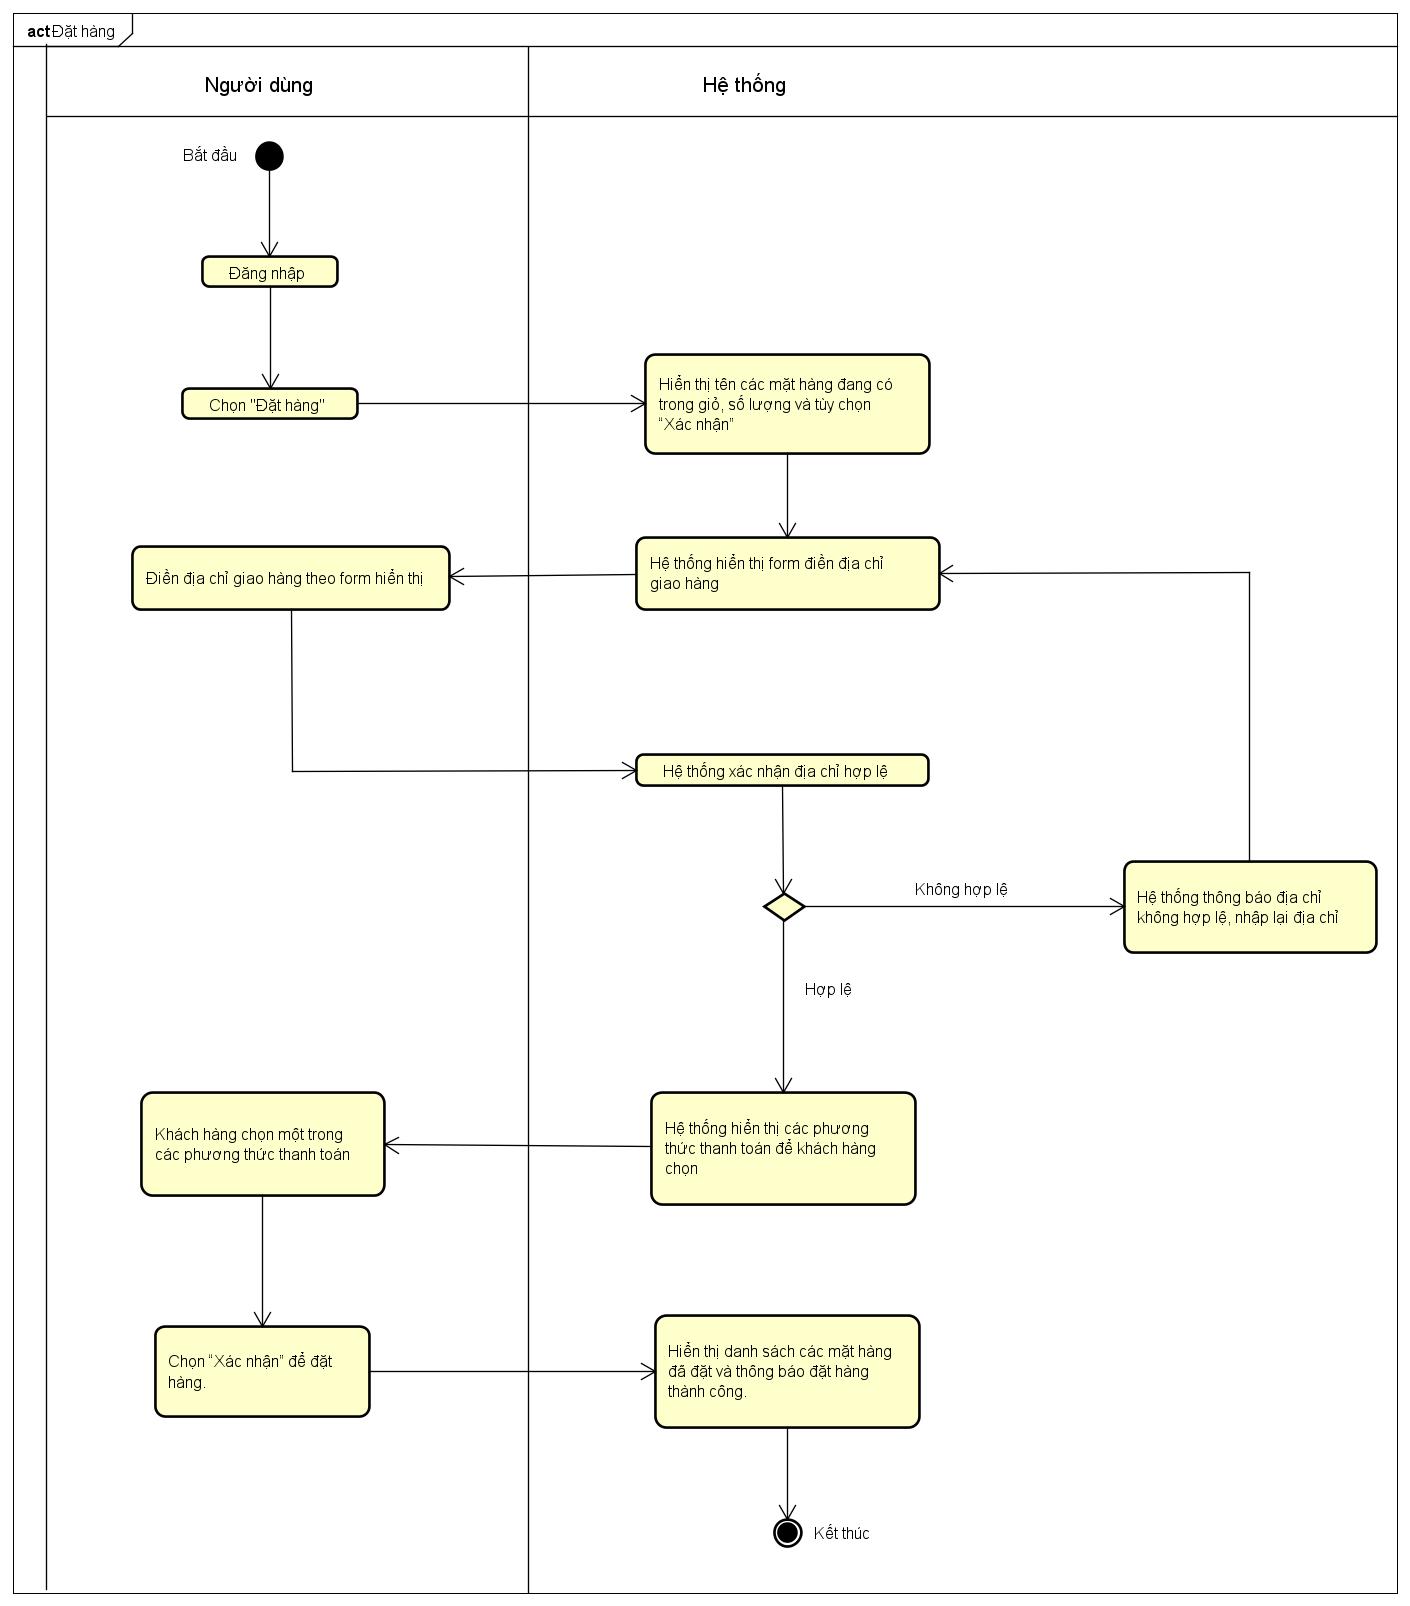 act Đặt hàng
Người dùng
Hệ thống
Bắt đầu
Đăng nhập
Chọn "Đặt hàng"
Hiển thị tên các mặt hàng đang có
trong giỏ, số lượng và tùy chọn
“Xác nhận”
Điền địa chỉ giao hàng theo form hiển thị
Hệ thống hiển thị form điền địa chỉ
giao hàng
Hệ thống xác nhận địa chỉ hợp lệ
Không hợp lệ
Hệ thống thông báo địa chỉ
không hợp lệ, nhập lại địa chỉ
Hợp lệ
Khách hàng chọn một trong
các phương thức thanh toán
Hệ thống hiển thị các phương
thức thanh toán để khách hàng
chọn
Chọn “Xác nhận” để đặt
hàng.
Hiển thị danh sách các mặt hàng
đã đặt và thông báo đặt hàng
thành công.
Kết thúc